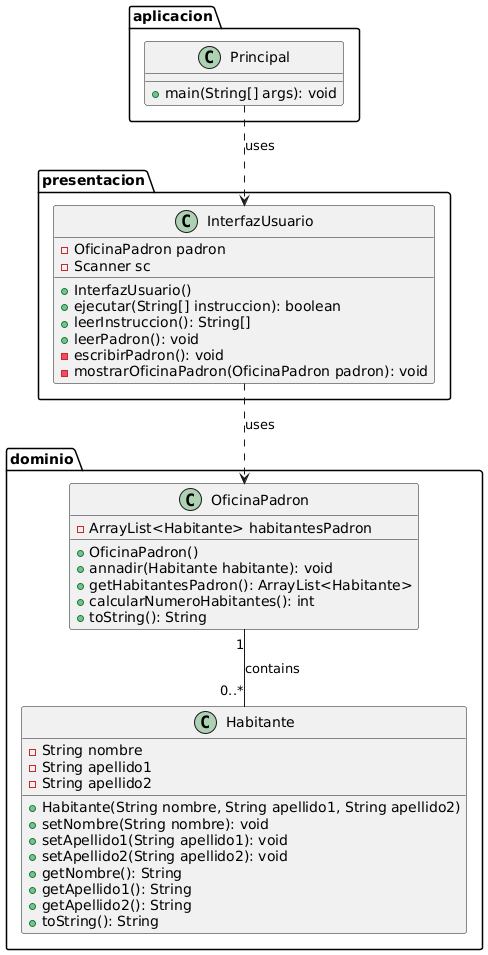 aplicacion
C Principal
main(String[] args): void
uses
presentacion
C InterfazUsuario
OficinaPadron padron
Scanner sc
InterfazUsuario()
ejecutar(String[] instruccion): boolean
leerInstruccion(): String[]
leerPadron(): void
escribirPadron(): void
mostrarOficinaPadron(OficinaPadron padron): void
uses
dominio
C OficinaPadron
ArrayList<Habitante> habitantesPadron
OficinaPadron()
annadir(Habitante habitante): void
getHabitantesPadron(): ArrayList<Habitante>
calcularNumeroHabitantes(): int
toString(): String
1
contains
0..*
C Habitante
String nombre
String apellido1
String apellido2
Habitante(String nombre, String apellido1, String apellido2)
setNombre(String nombre): void
setApellido1(String apellido1): void
setApellido2(String apellido2): void
getNombre(): String
getApellido1(): String
getApellido2(): String
toString(): String